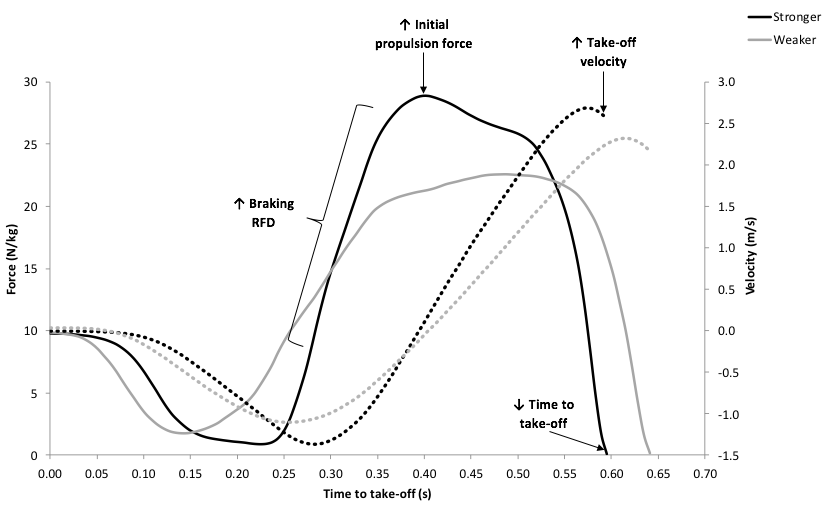 ↑ Initial
propulsion force
↑ Take-off
velocity
Stronger
Weaker
↑ Braking
RFD
↓ Time to
take-off
Force (N/kg)
30
25
20
15
10
5
0
Velocity (m/s)
3.0
2.5
2.0
1.5
1.0
0.5
0.0
-0.5
-1.0
-1.5
0.00 0.05 0.10 0.15 0.20 0.25 0.30 0.35 0.40 0.45 0.50 0.55 0.60 0.65 0.70
Time to take-off (s)